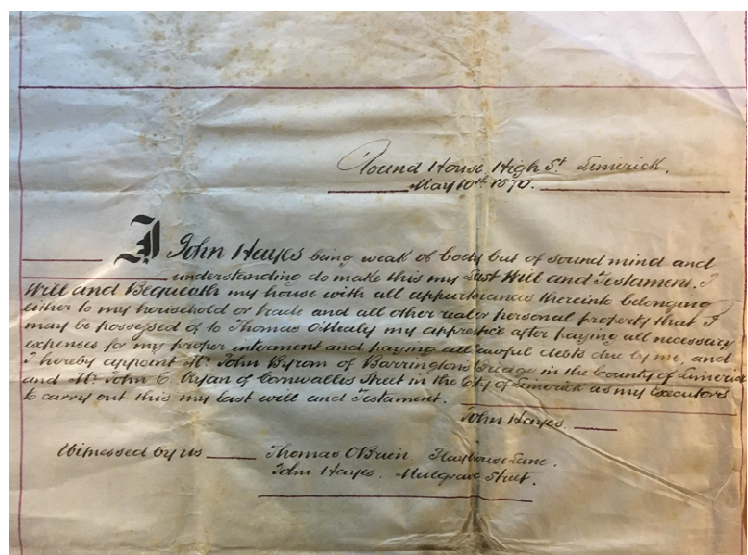 Round House High St Limerick.
May 10th 1870.
I John Hayes being weak of body but of sound mind and
understanding do make this my Last Will and Testament. I
Will and Bequeath my house with all appurtenances therein belonging
either to my household or trade and all other real or personal property that I
may be possessed of to Thomas O'Healy my apprentice after paying all necessary
expenses for my proper interment and paying all lawful debts due by me, and
I hereby appoint Mr. John Byrom of Barrington's Bridge in the County of Limerick
and Mr. John C. Ryan of Cornwallis Street in the City of Limerick as my Executors
to carry out this my last will and Testament.
John Hayes.
Witnessed by us Thomas O'Brien Lane.
John Hayes. Mulgrave Street.